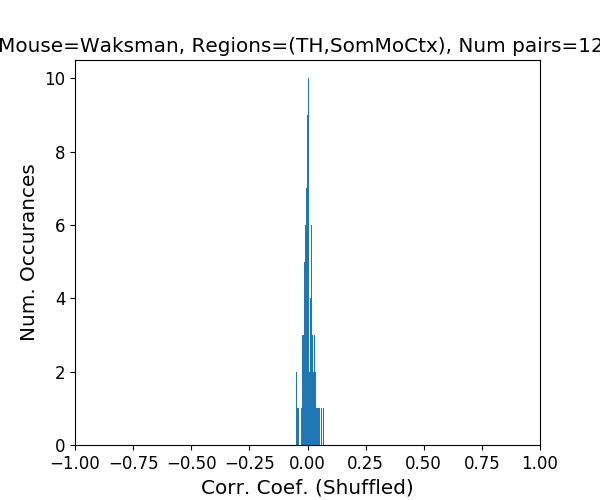 Mouse=Waksman, Regions=(TH,SomMoCtx), Num pairs=12
10
8
6
4
2
0
Num. Occurances
−1.00 −0.75 −0.50 −0.25 0.00 0.25 0.50 0.75 1.00
Corr. Coef. (Shuffled)